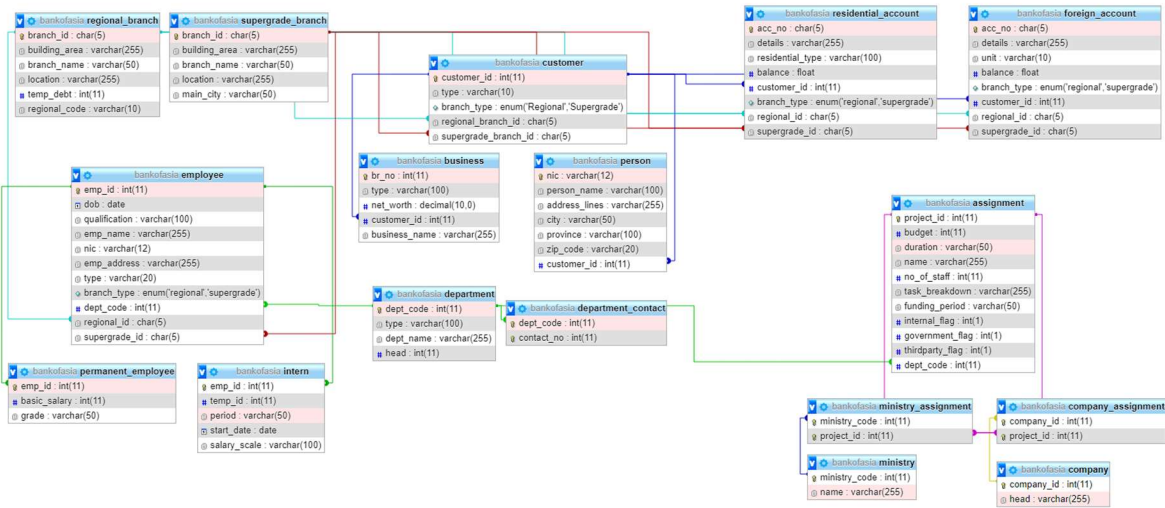 bankofasia regional_branch
branch_id : char(5)
building_area : varchar(255)
branch_name : varchar(50)
location : varchar(255)
temp_debt : int(11)
regional_code : varchar(10)
bankofasia supergrade_branch
branch_id : char(5)
building_area : varchar(255)
branch_name : varchar(50)
location : varchar(255)
main_city : varchar(50)
bankofasia customer
customer_id : int(11)
type : varchar(10)
branch_type : enum('Regional','Supergrade')
regional_branch_id : char(5)
supergrade_branch_id : char(5)
bankofasia residential_account
acc_no : char(5)
details : varchar(255)
residential_type : varchar(100)
balance : float
customer_id : int(11)
branch_type : enum('regional','supergrade')
regional_id : char(5)
supergrade_id : char(5)
bankofasia foreign_account
acc_no : char(5)
details : varchar(255)
unit : varchar(10)
balance : float
branch_type : enum('regional','supergrade')
customer_id : int(11)
regional_id : char(5)
supergrade_id : char(5)
bankofasia employee
emp_id : int(11)
dob : date
qualification : varchar(100)
emp_name : varchar(255)
nic : varchar(12)
emp_address : varchar(255)
type : varchar(20)
branch_type : enum('regional','supergrade')
dept_code : int(11)
regional_id : char(5)
supergrade_id : char(5)
bankofasia business
br_no : int(11)
type : varchar(100)
net_worth : decimal(10,0)
customer_id : int(11)
business_name : varchar(255)
bankofasia person
nic : varchar(12)
person_name : varchar(100)
address_lines : varchar(255)
city : varchar(50)
province : varchar(100)
zip_code : varchar(20)
customer_id : int(11)
bankofasia assignment
project_id : int(11)
budget : int(11)
duration : varchar(50)
name : varchar(255)
no_of_staff : int(11)
task_breakdown : varchar(255)
funding_period : varchar(50)
internal_flag : int(1)
government_flag : int(1)
thirdparty_flag : int(1)
dept_code : int(11)
bankofasia department
dept_code : int(11)
type : varchar(100)
dept_name : varchar(255)
head : int(11)
bankofasia department_contact
dept_code : int(11)
contact_no : int(11)
bankofasia permanent_employee
emp_id : int(11)
basic_salary : int(11)
grade : varchar(50)
bankofasia intern
emp_id : int(11)
temp_id : int(11)
period : varchar(50)
start_date : date
salary_scale : varchar(100)
bankofasia ministry_assignment
ministry_code : int(11)
project_id : int(11)
bankofasia company_assignment
company_id : int(11)
project_id : int(11)
bankofasia ministry
ministry_code : int(11)
name : varchar(255)
bankofasia company
company_id : int(11)
head : varchar(255)